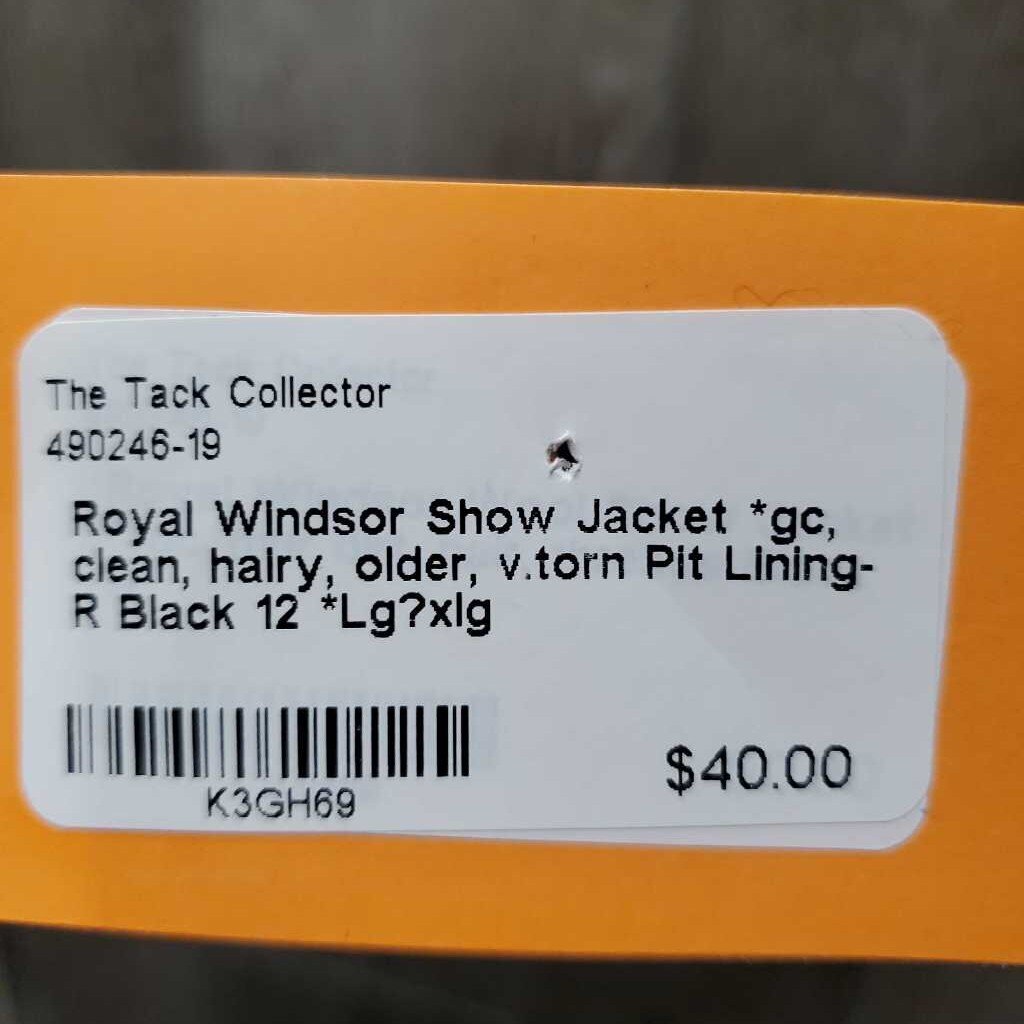 The Tack Collector
490246-19
Royal Windsor Show Jacket *gc,
clean, hairy, older, v.torn Pit Lining-
R Black 12 *Lg?xlg
K3GH69
$40.00